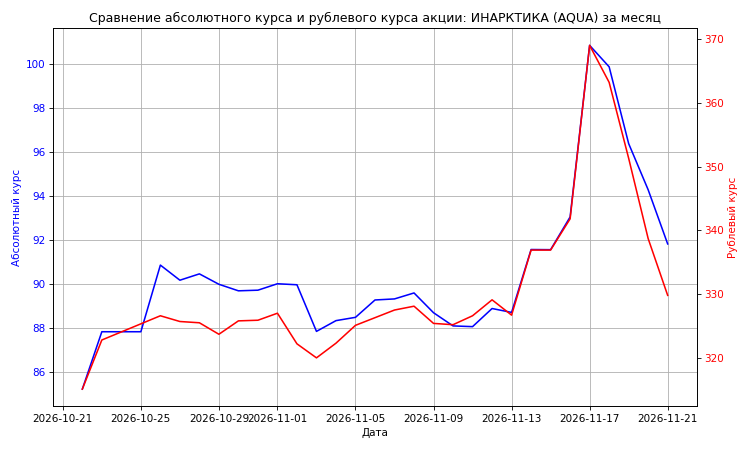 Сравнение абсолютного курса и рублевого курса акции: ИНАРКТИКА (AQUA) за месяц
100
98
96
94
92
90
88
86
Абсолютный курс
370
360
350
340
330
320
Рублевый курс
2026-10-21 2026-10-25 2026-10-29 2026-11-01 2026-11-05 2026-11-09 2026-11-13 2026-11-17 2026-11-21
Дата